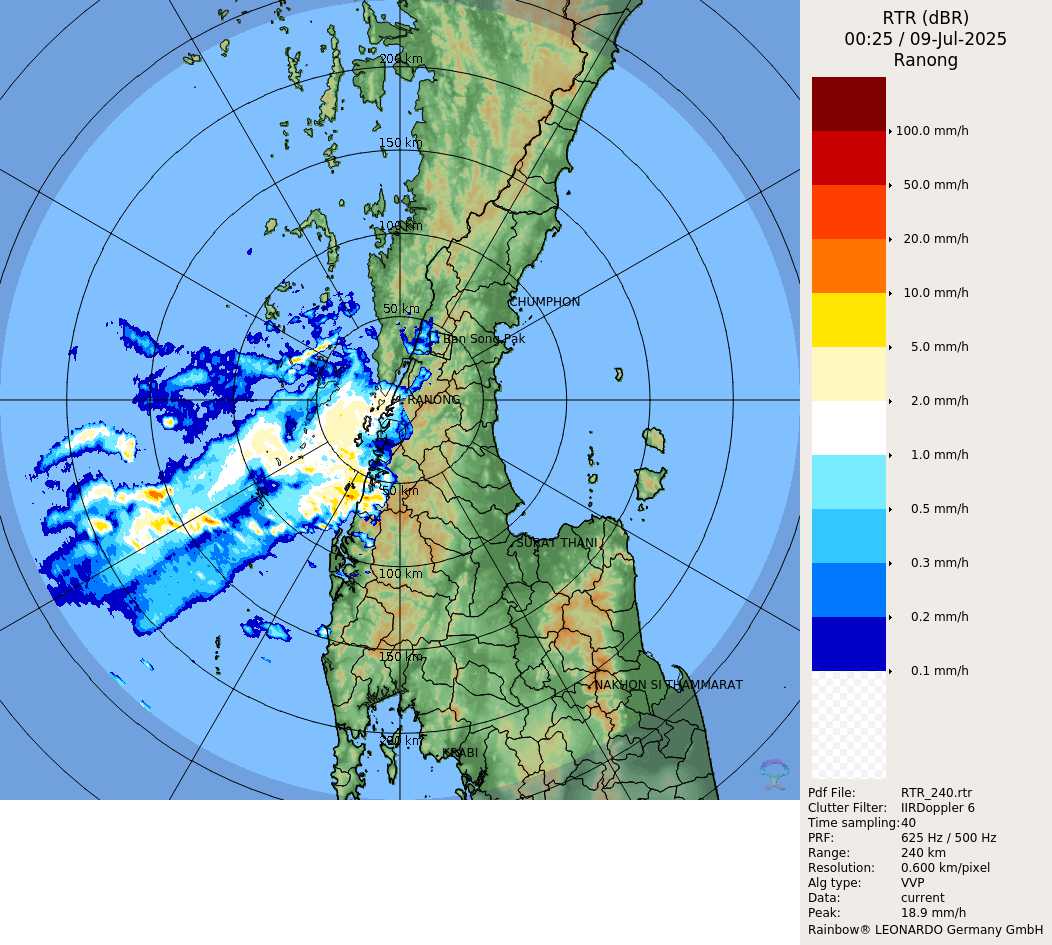 RTR (dBR)
00:25 / 09-Jul-2025
Ranong
200 km
150 km
100 km
50 km
CHUMPHON
Ban Song Pak
RANONG
50 km
SURAT THANI
100 km
150 km
NAKHON SI THAMMARAT
200 km
KRABI
100.0 mm/h
50.0 mm/h
20.0 mm/h
10.0 mm/h
5.0 mm/h
2.0 mm/h
1.0 mm/h
0.5 mm/h
0.3 mm/h
0.2 mm/h
0.1 mm/h
Pdf File: RTR_240.rtr
Clutter Filter: IIRDoppler 6
Time sampling: 40
PRF: 625 Hz / 500 Hz
Range: 240 km
Resolution: 0.600 km/pixel
Alg type: VVP
Data: current
Peak: 18.9 mm/h
Rainbow® LEONARDO Germany GmbH